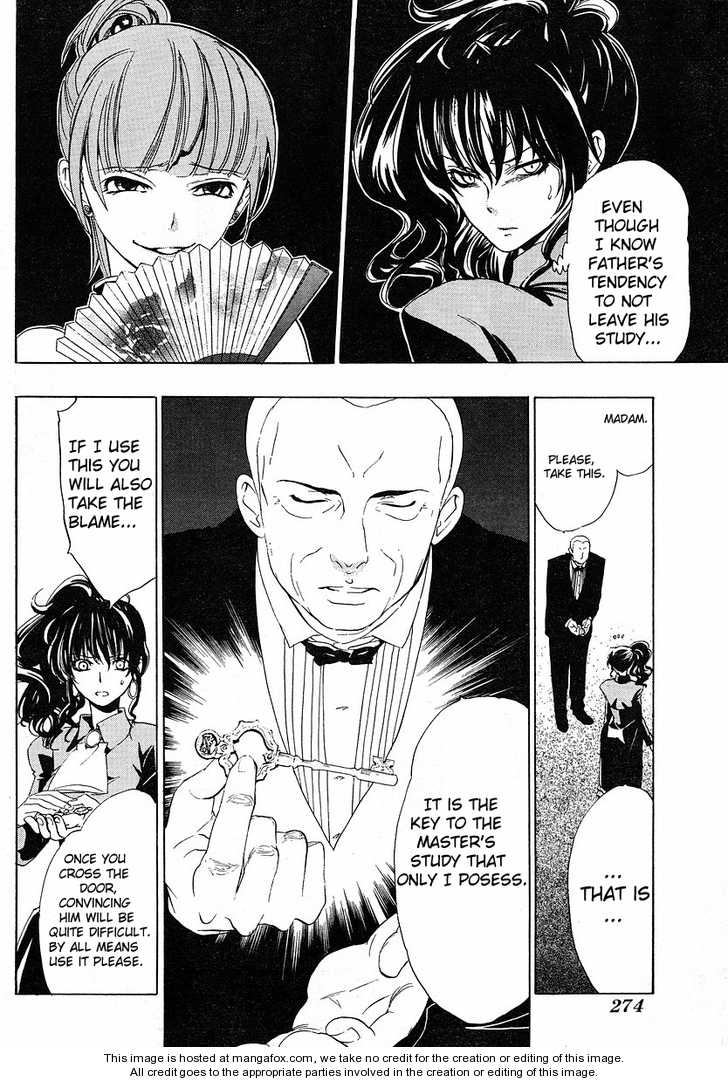 EVEN
THOUGH
I KNOW
FATHER'S
TENDENCY
TO NOT
LEAVE HIS
STUDY...
MADAM.
PLEASE,
TAKE THIS.
...
THAT IS
...
IT IS THE
KEY TO THE
MASTER'S
STUDY THAT
ONLY I POSESS.
IF I USE
THIS YOU
WILL ALSO
TAKE THE
BLAME...
ONCE YOU
CROSS THE
DOOR,
CONVINCING
HIM WILL BE
QUITE DIFFICULT.
BY ALL MEANS
USE IT PLEASE.
274
This image is hosted at mangafox.com, we take no credit for the creation or editing of this image.
All credit goes to the appropriate parties involved in the creation or editing of this image.